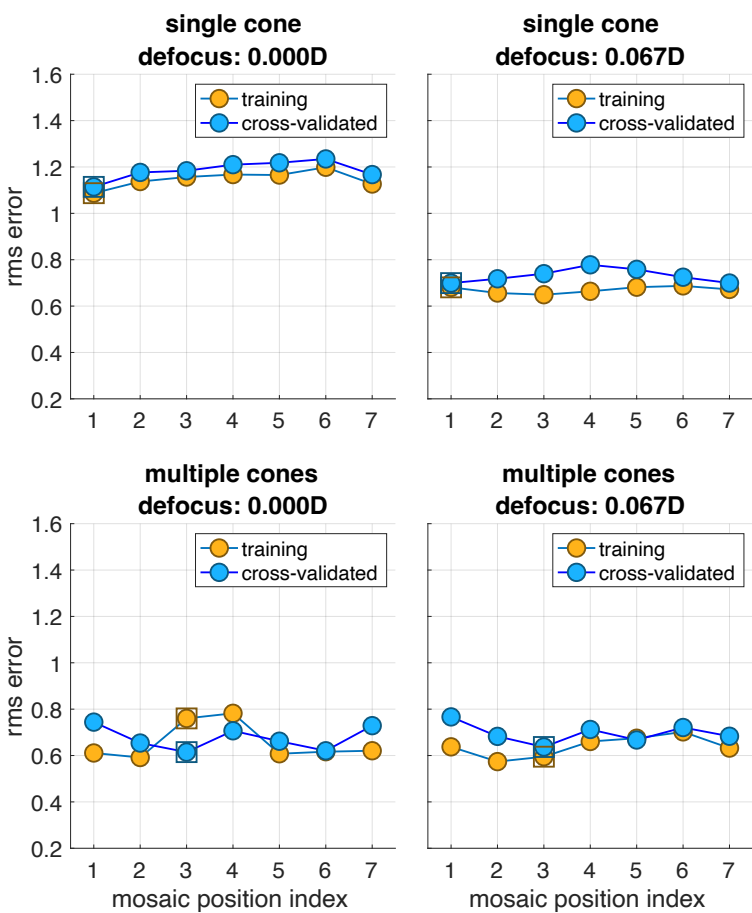 single cone
defocus: 0.000D
1.6
1.4
1.2
1
0.8
0.6
0.4
0.2
rms error
training
cross-validated
1 2 3 4 5 6 7
single cone
defocus: 0.067D
training
cross-validated
1 2 3 4 5 6 7
multiple cones
defocus: 0.000D
1.6
1.4
1.2
1
0.8
0.6
0.4
0.2
rms error
training
cross-validated
1 2 3 4 5 6 7
mosaic position index
multiple cones
defocus: 0.067D
training
cross-validated
1 2 3 4 5 6 7
mosaic position index